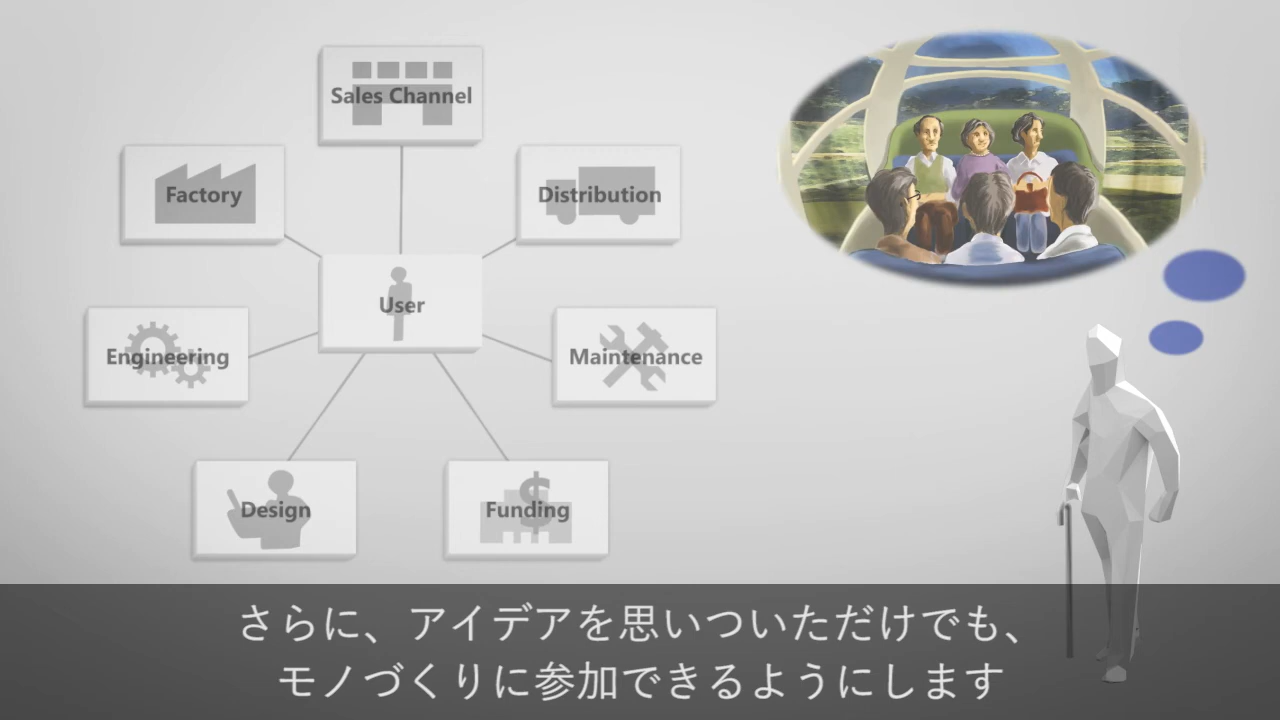 Sales Channel
Factory
Distribution
User
Engineering
Maintenance
Design
Funding
さらに、アイデアを思いついただけでも、
モノづくりに参加できるようにします